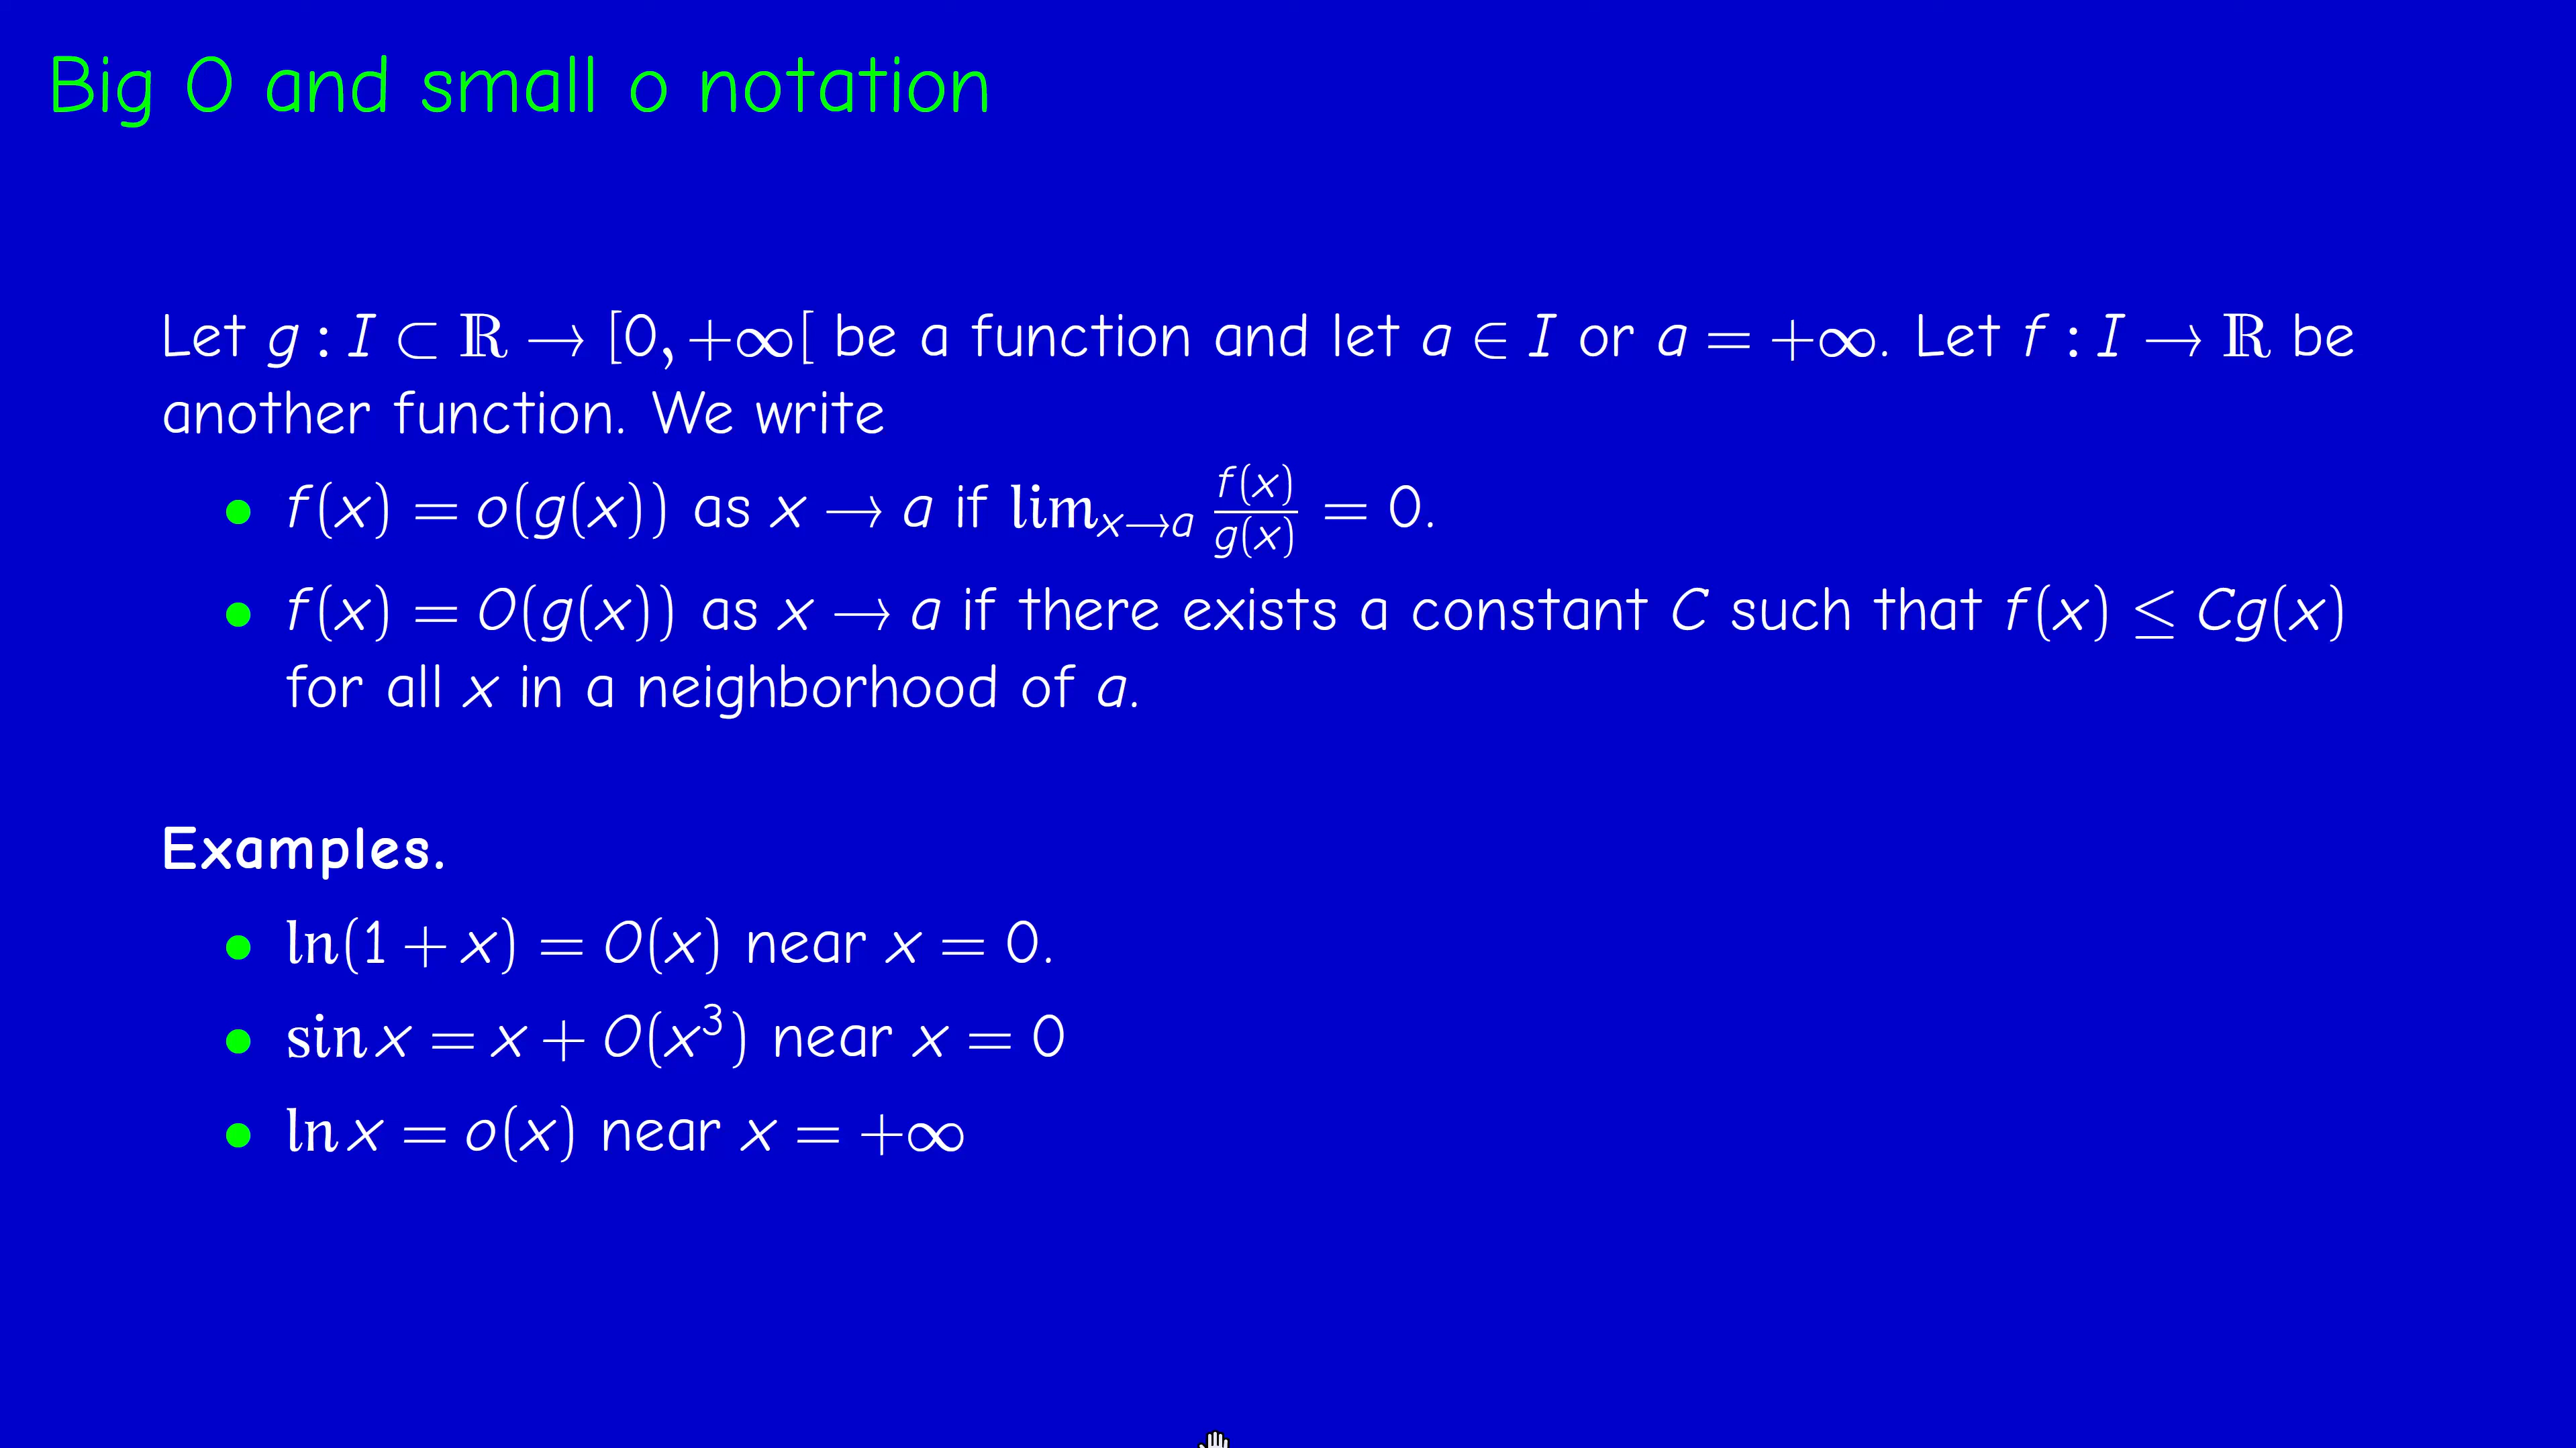 Big O and small o notation
Let g : I ⊂ ℝ → [0, +∞[ be a function and let a ∈ I or a = +∞. Let f : I → ℝ be
another function. We write
• f(x) = o(g(x)) as x → a if lim_{x→a} f(x)/g(x) = 0.
• f(x) = O(g(x)) as x → a if there exists a constant C such that f(x) ≤ Cg(x)
for all x in a neighborhood of a.
Examples.
• ln(1 + x) = O(x) near x = 0.
• sin x = x + O(x³) near x = 0
• ln x = o(x) near x = +∞